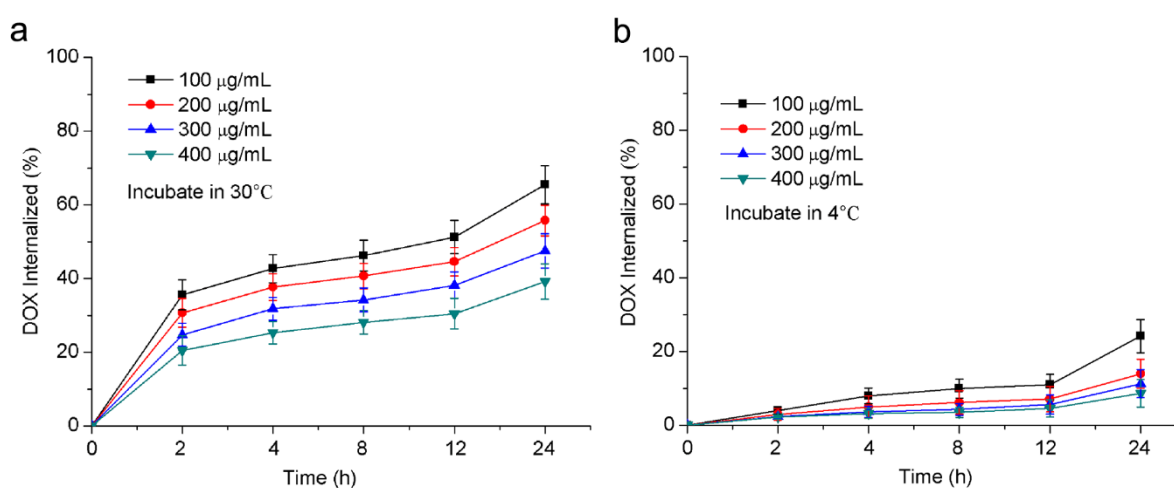 a
100
80
60
40
20
0
DOX Internalized (%)
100 μg/mL
200 μg/mL
300 μg/mL
400 μg/mL
Incubate in 30°C
0 2 4 8 12 24
Time (h)
b
100
80
60
40
20
0
DOX Internalized (%)
100 μg/mL
200 μg/mL
300 μg/mL
400 μg/mL
Incubate in 4°C
0 2 4 8 12 24
Time (h)